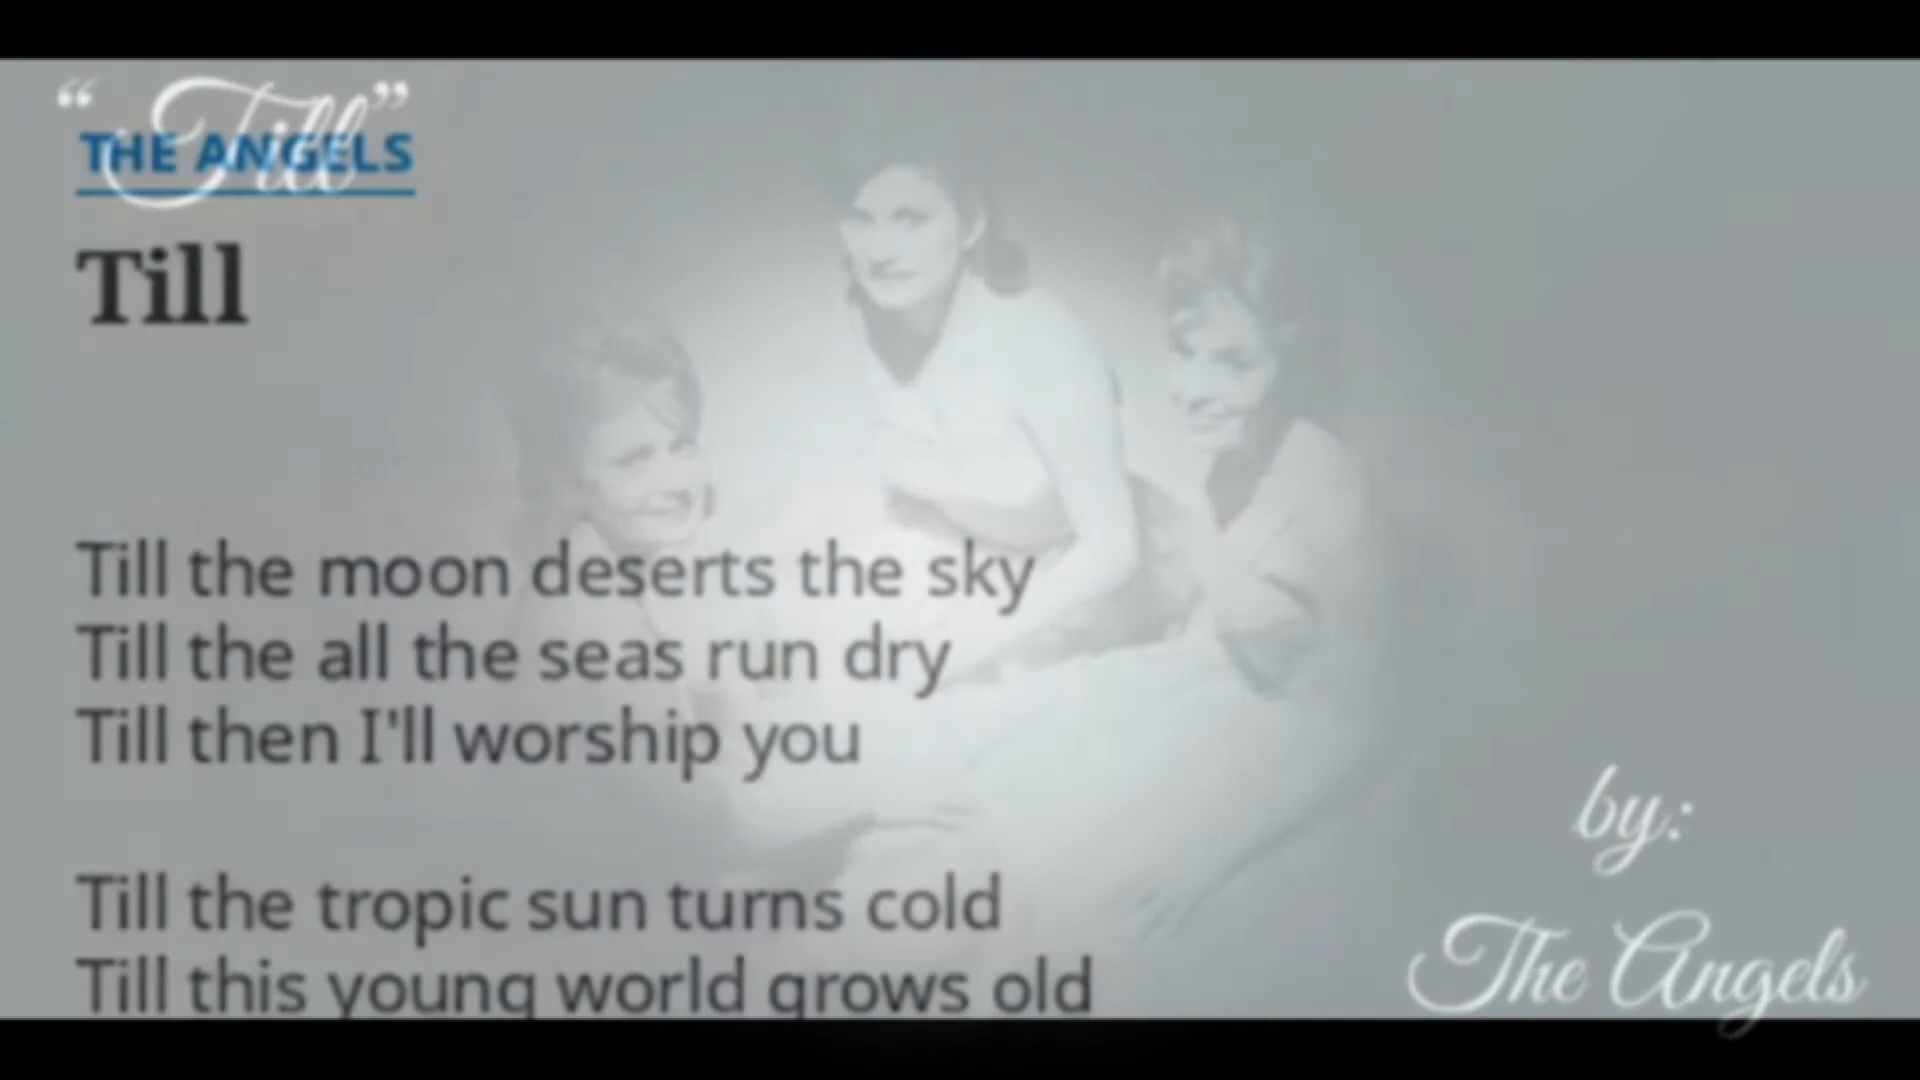 “Till”
THE ANGELS
Till
Till the moon deserts the sky
Till the all the seas run dry
Till then I'll worship you
Till the tropic sun turns cold
Till this young world grows old
by:
The Angels